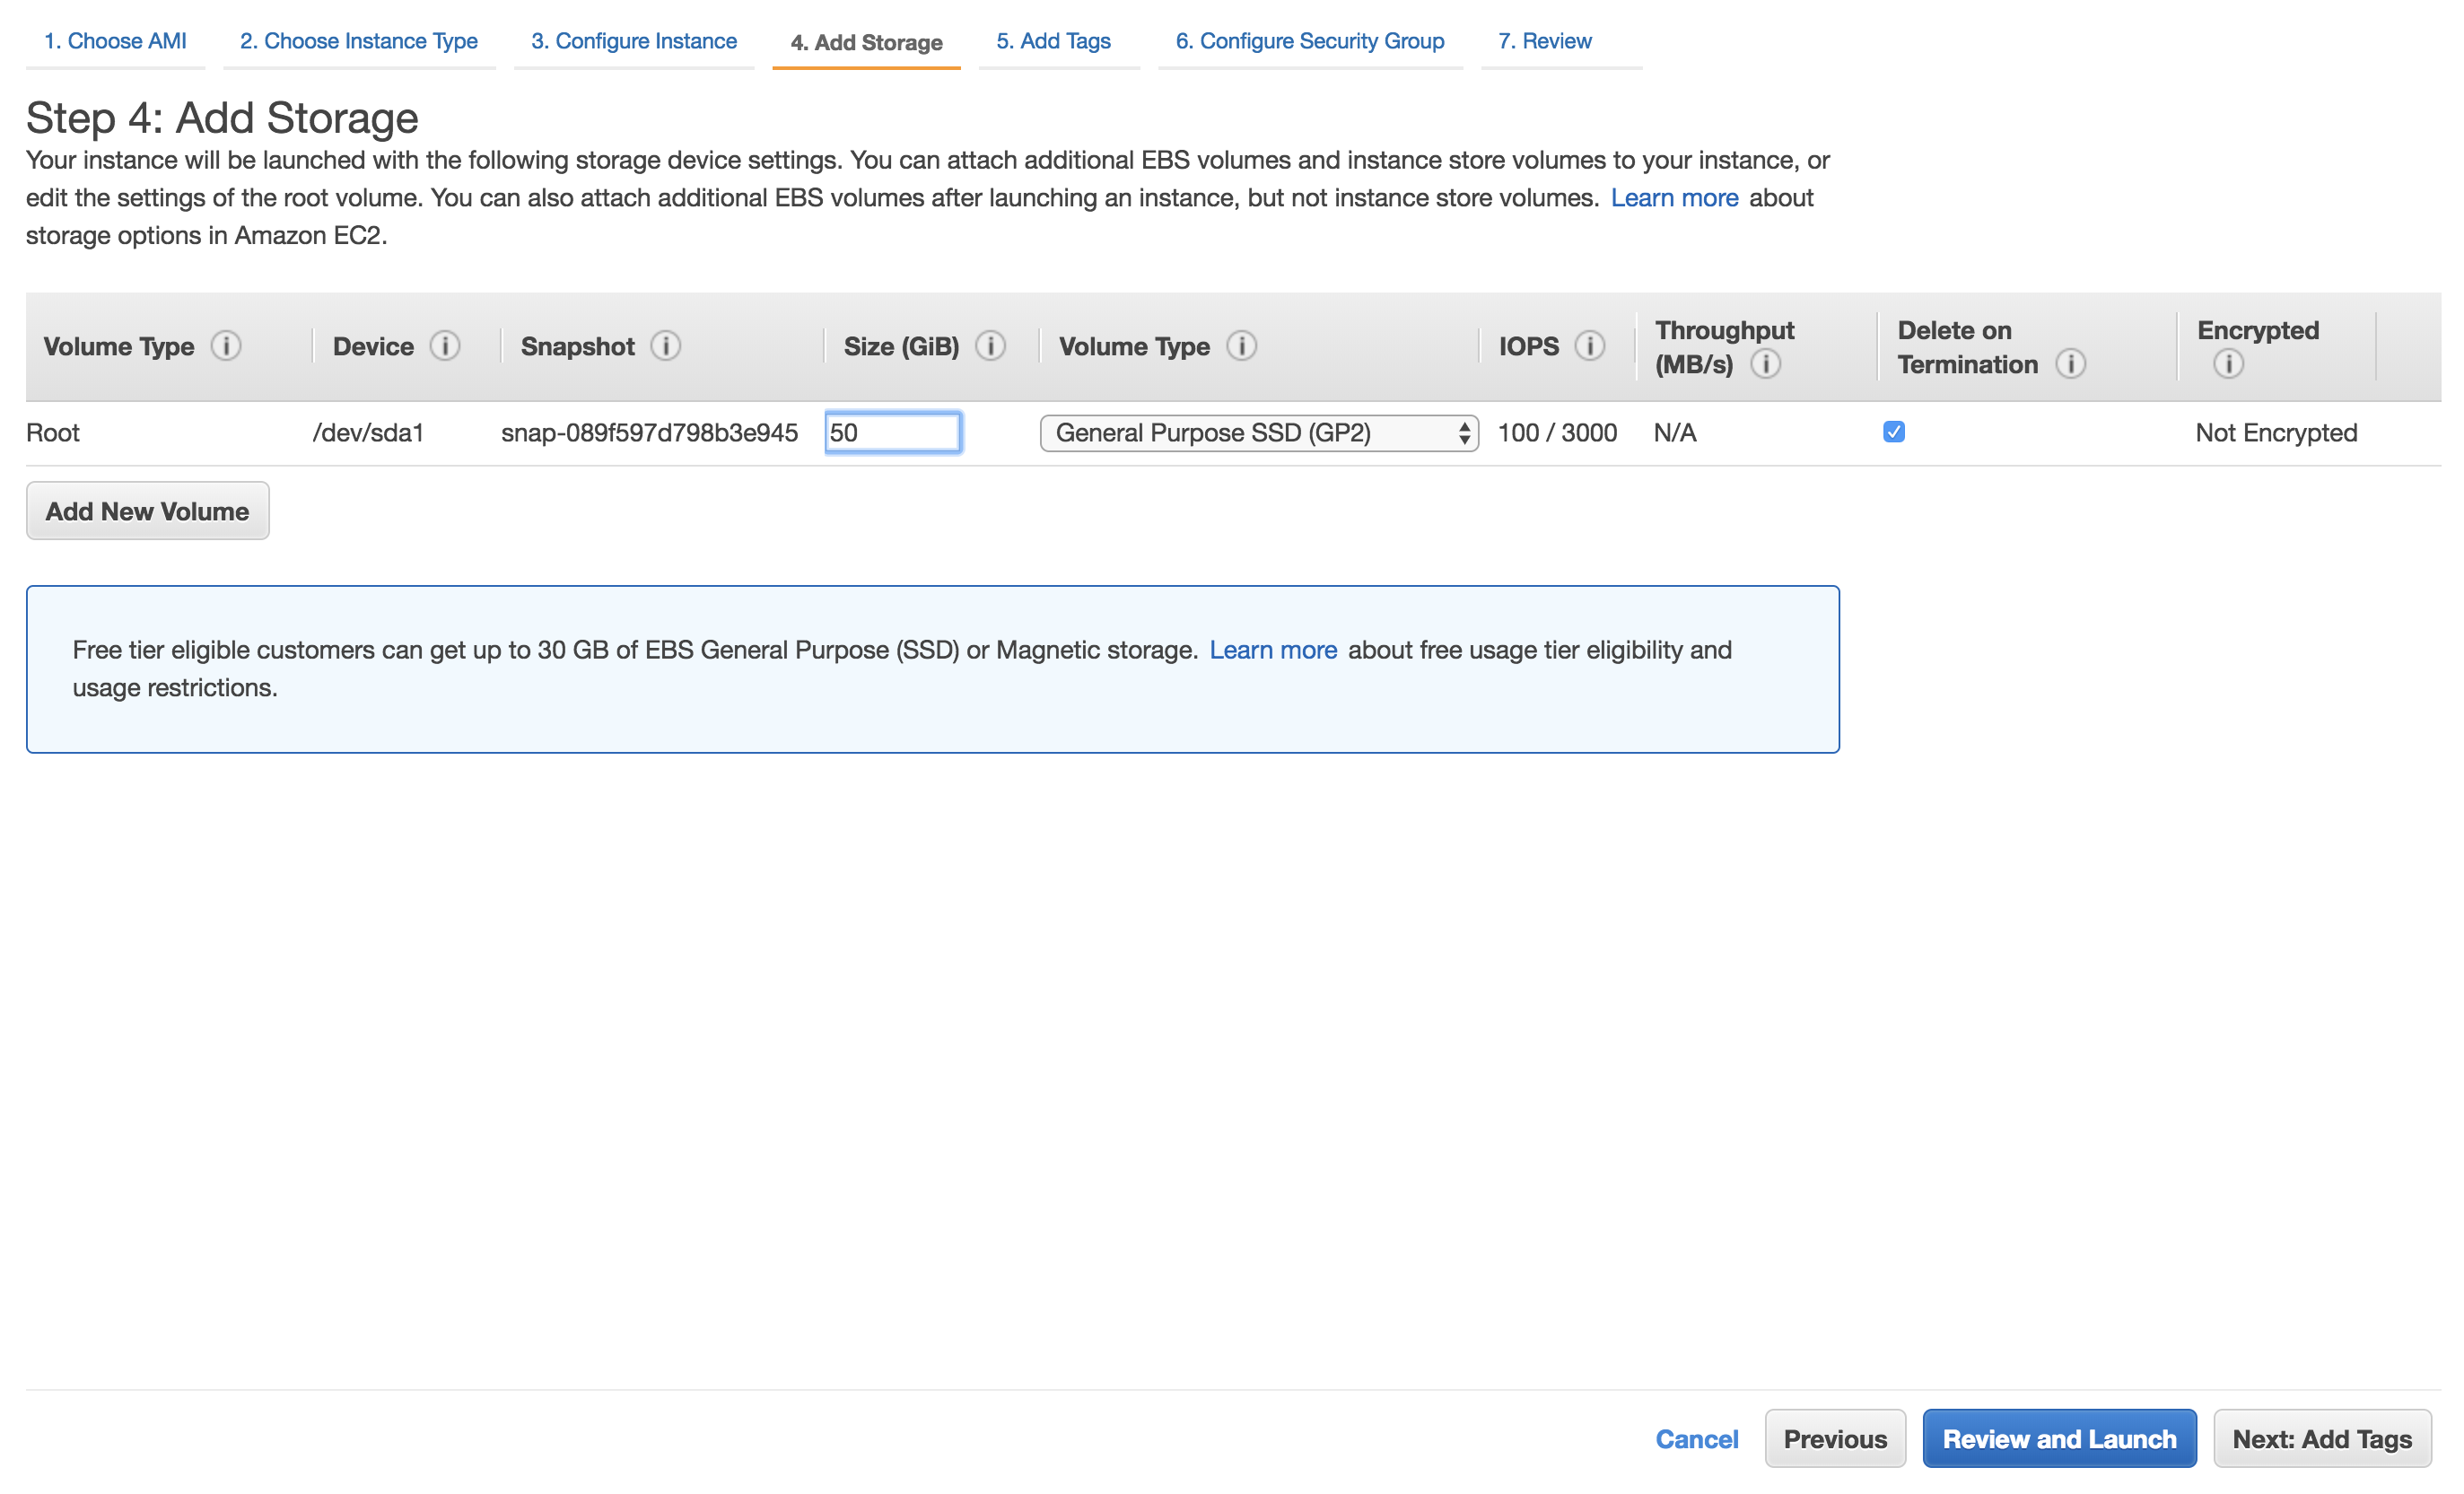 1. Choose AMI 2. Choose Instance Type 3. Configure Instance 4. Add Storage 5. Add Tags 6. Configure Security Group 7. Review
Step 4: Add Storage
Your instance will be launched with the following storage device settings. You can attach additional EBS volumes and instance store volumes to your instance, or
edit the settings of the root volume. You can also attach additional EBS volumes after launching an instance, but not instance store volumes. Learn more about
storage options in Amazon EC2.
Volume Type i Device i Snapshot i Size (GiB) i Volume Type i IOPS i Throughput (MB/s) i Delete on Termination i Encrypted i
Root /dev/sda1 snap-089f597d798b3e945 50 General Purpose SSD (GP2) 100 / 3000 N/A Not Encrypted
Add New Volume
Free tier eligible customers can get up to 30 GB of EBS General Purpose (SSD) or Magnetic storage. Learn more about free usage tier eligibility and
usage restrictions.
Cancel Previous Review and Launch Next: Add Tags